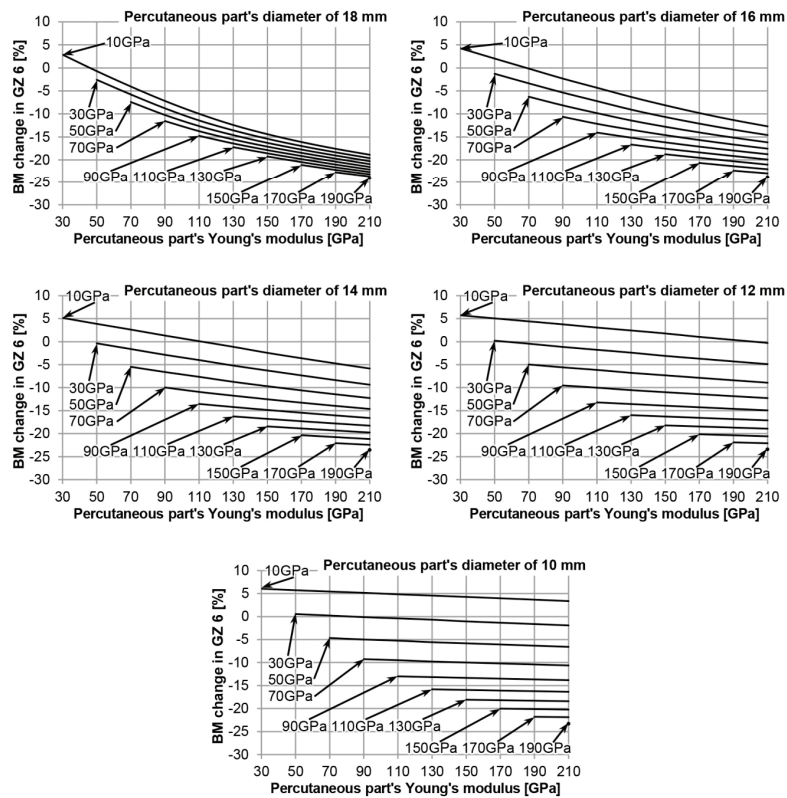 Percutaneous part's diameter of 18 mm
BM change in GZ 6 [%]
10
5
0
-5
-10
-15
-20
-25
-30
10GPa
30GPa
50GPa
70GPa
90GPa 110GPa 130GPa
150GPa 170GPa 190GPa
30 50 70 90 110 130 150 170 190 210
Percutaneous part's Young's modulus [GPa]
Percutaneous part's diameter of 16 mm
BM change in GZ 6 [%]
10
5
0
-5
-10
-15
-20
-25
-30
10GPa
30GPa
50GPa
70GPa
90GPa 110GPa 130GPa
150GPa 170GPa 190GPa
30 50 70 90 110 130 150 170 190 210
Percutaneous part's Young's modulus [GPa]
Percutaneous part's diameter of 14 mm
BM change in GZ 6 [%]
10
5
0
-5
-10
-15
-20
-25
-30
10GPa
30GPa
50GPa
70GPa
90GPa 110GPa 130GPa
150GPa 170GPa 190GPa
30 50 70 90 110 130 150 170 190 210
Percutaneous part's Young's modulus [GPa]
Percutaneous part's diameter of 12 mm
BM change in GZ 6 [%]
10
5
0
-5
-10
-15
-20
-25
-30
10GPa
30GPa
50GPa
70GPa
90GPa 110GPa 130GPa
150GPa 170GPa 190GPa
30 50 70 90 110 130 150 170 190 210
Percutaneous part's Young's modulus [GPa]
Percutaneous part's diameter of 10 mm
BM change in GZ 6 [%]
10
5
0
-5
-10
-15
-20
-25
-30
10GPa
30GPa
50GPa
70GPa
90GPa 110GPa 130GPa
150GPa 170GPa 190GPa
30 50 70 90 110 130 150 170 190 210
Percutaneous part's Young's modulus [GPa]